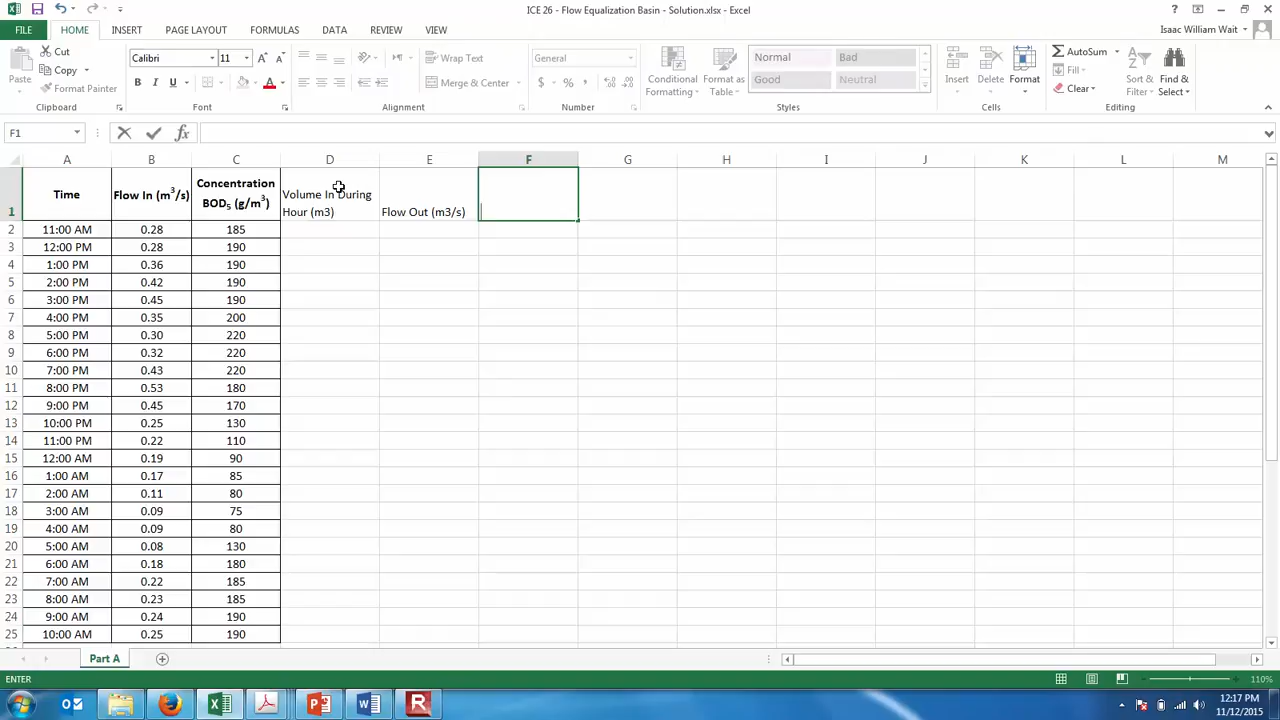 ICE 26 - Flow Equalization Basin - Solution.xlsx - Excel
FILE HOME INSERT PAGE LAYOUT FORMULAS DATA REVIEW VIEW Isaac William Wait
Paste Cut Copy Format Painter Clipboard
Calibri 11 B I U A Font
Wrap Text Merge & Center Alignment
General $ % , Number
Conditional Formatting Format as Table Normal Bad Good Neutral Styles
Insert Delete Format Cells
AutoSum Fill Clear Sort & Filter Find & Select Editing
F1 fx
A B C D E F G H I J K L M
1 Time Flow In (m³/s) Concentration BOD₅ (g/m³) Volume In During Hour (m3) Flow Out (m3/s)
2 11:00 AM 0.28 185
3 12:00 PM 0.28 190
4 1:00 PM 0.36 190
5 2:00 PM 0.42 190
6 3:00 PM 0.45 190
7 4:00 PM 0.35 200
8 5:00 PM 0.30 220
9 6:00 PM 0.32 220
10 7:00 PM 0.43 220
11 8:00 PM 0.53 180
12 9:00 PM 0.45 170
13 10:00 PM 0.25 130
14 11:00 PM 0.22 110
15 12:00 AM 0.19 90
16 1:00 AM 0.17 85
17 2:00 AM 0.11 80
18 3:00 AM 0.09 75
19 4:00 AM 0.09 80
20 5:00 AM 0.08 130
21 6:00 AM 0.18 180
22 7:00 AM 0.22 185
23 8:00 AM 0.23 185
24 9:00 AM 0.24 190
25 10:00 AM 0.25 190
Part A
ENTER 110%
12:17 PM
11/12/2015